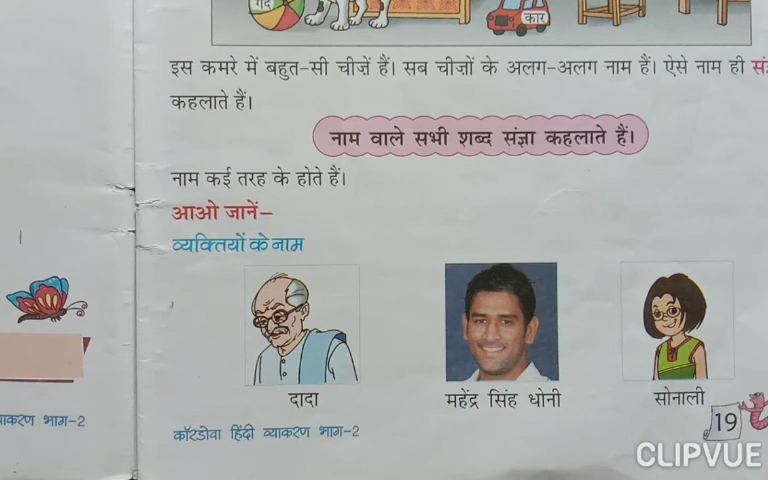 गेंद
कार
इस कमरे में बहुत-सी चीज़ें हैं। सब चीज़ों के अलग-अलग नाम हैं। ऐसे नाम ही
कहलाते हैं।
नाम वाले सभी शब्द संज्ञा कहलाते हैं।
नाम कई तरह के होते हैं।
आओ जानें–
व्यक्तियों के नाम
दादा
महेंद्र सिंह धोनी
सोनाली
भाग-2
कॉरडोवा हिंदी व्याकरण भाग-2
19
CLIPVUE